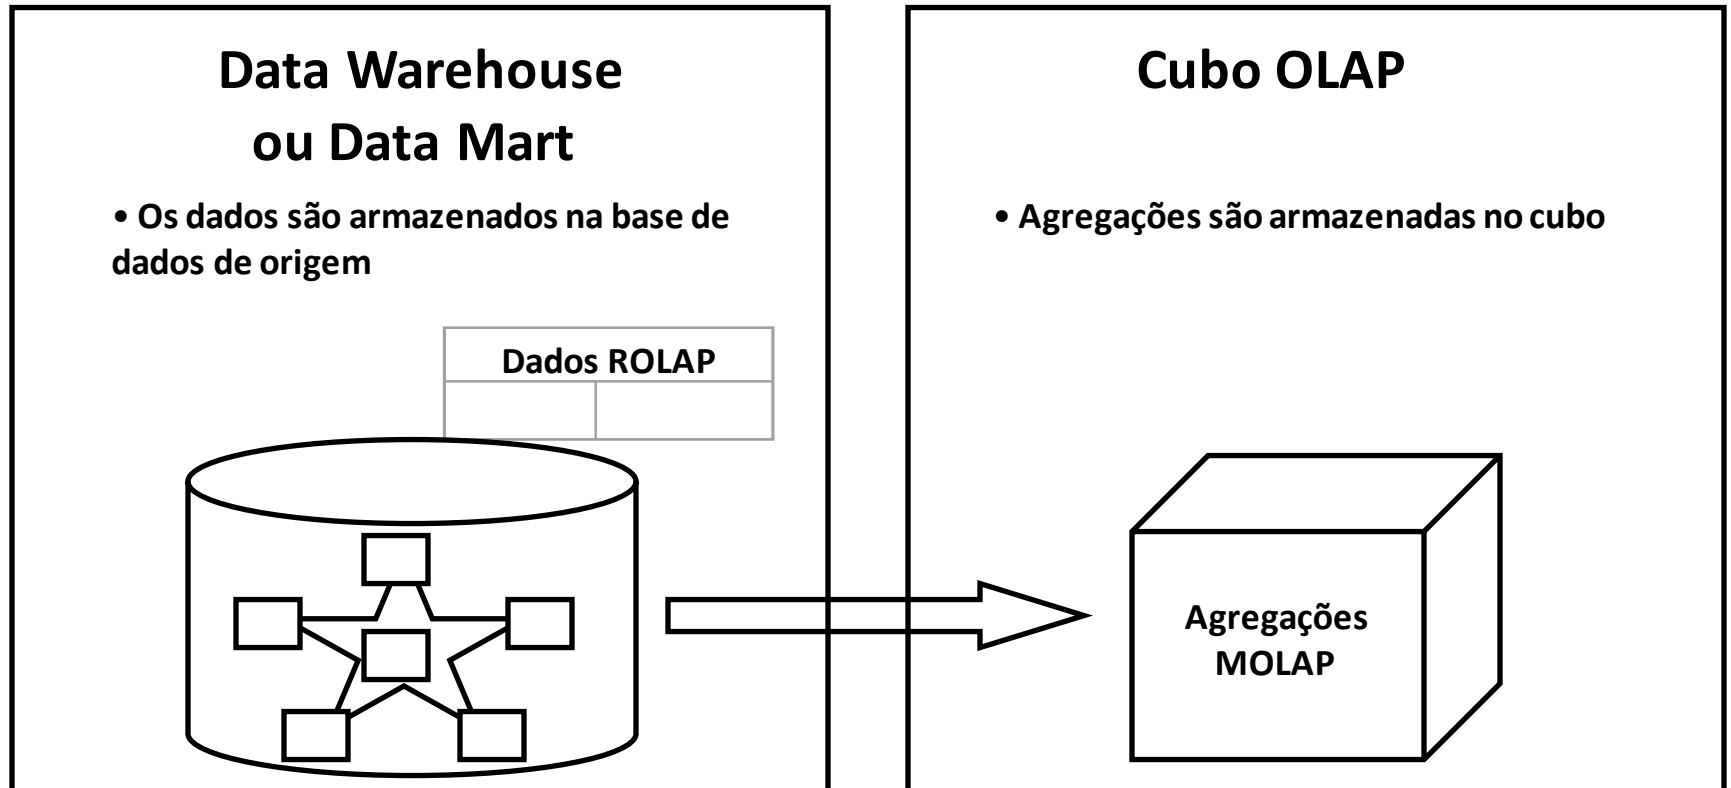 Data Warehouse
ou Data Mart
• Os dados são armazenados na base de
dados de origem
Dados ROLAP
Cubo OLAP
• Agregações são armazenadas no cubo
Agregações
MOLAP